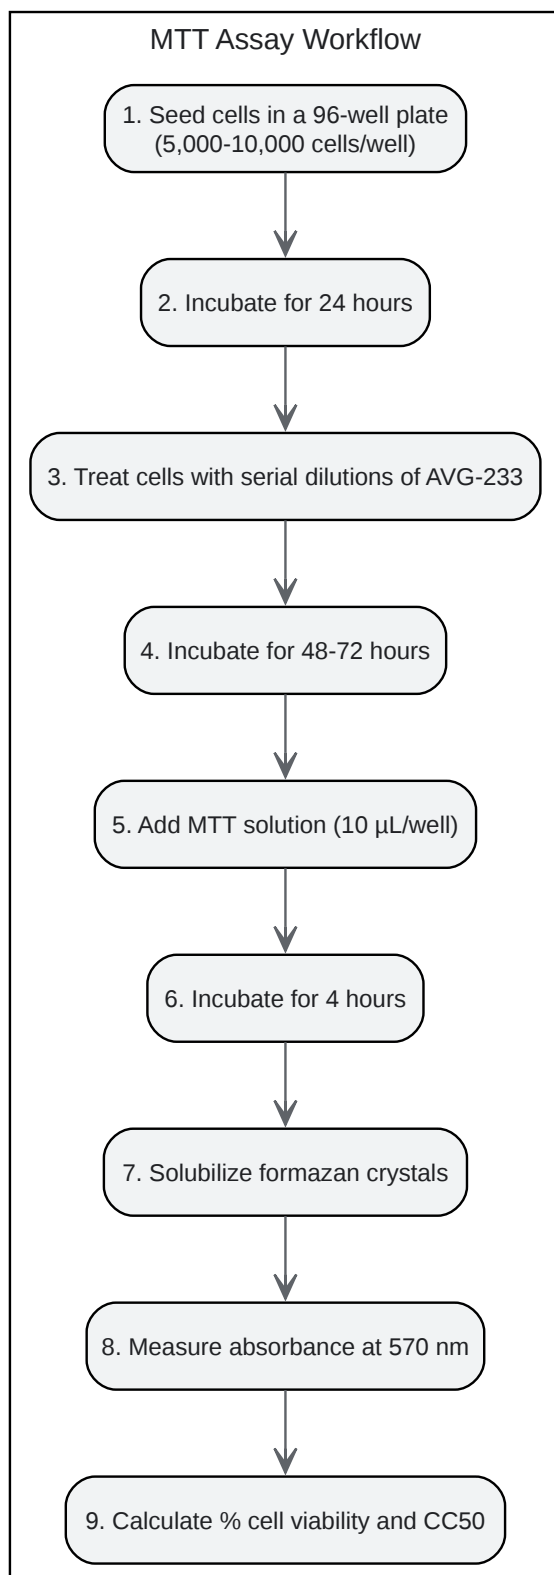 MTT Assay Workflow
1. Seed cells in a 96-well plate
(5,000-10,000 cells/well)
2. Incubate for 24 hours
3. Treat cells with serial dilutions of AVG-233
4. Incubate for 48-72 hours
5. Add MTT solution (10 µL/well)
6. Incubate for 4 hours
7. Solubilize formazan crystals
8. Measure absorbance at 570 nm
9. Calculate % cell viability and CC50